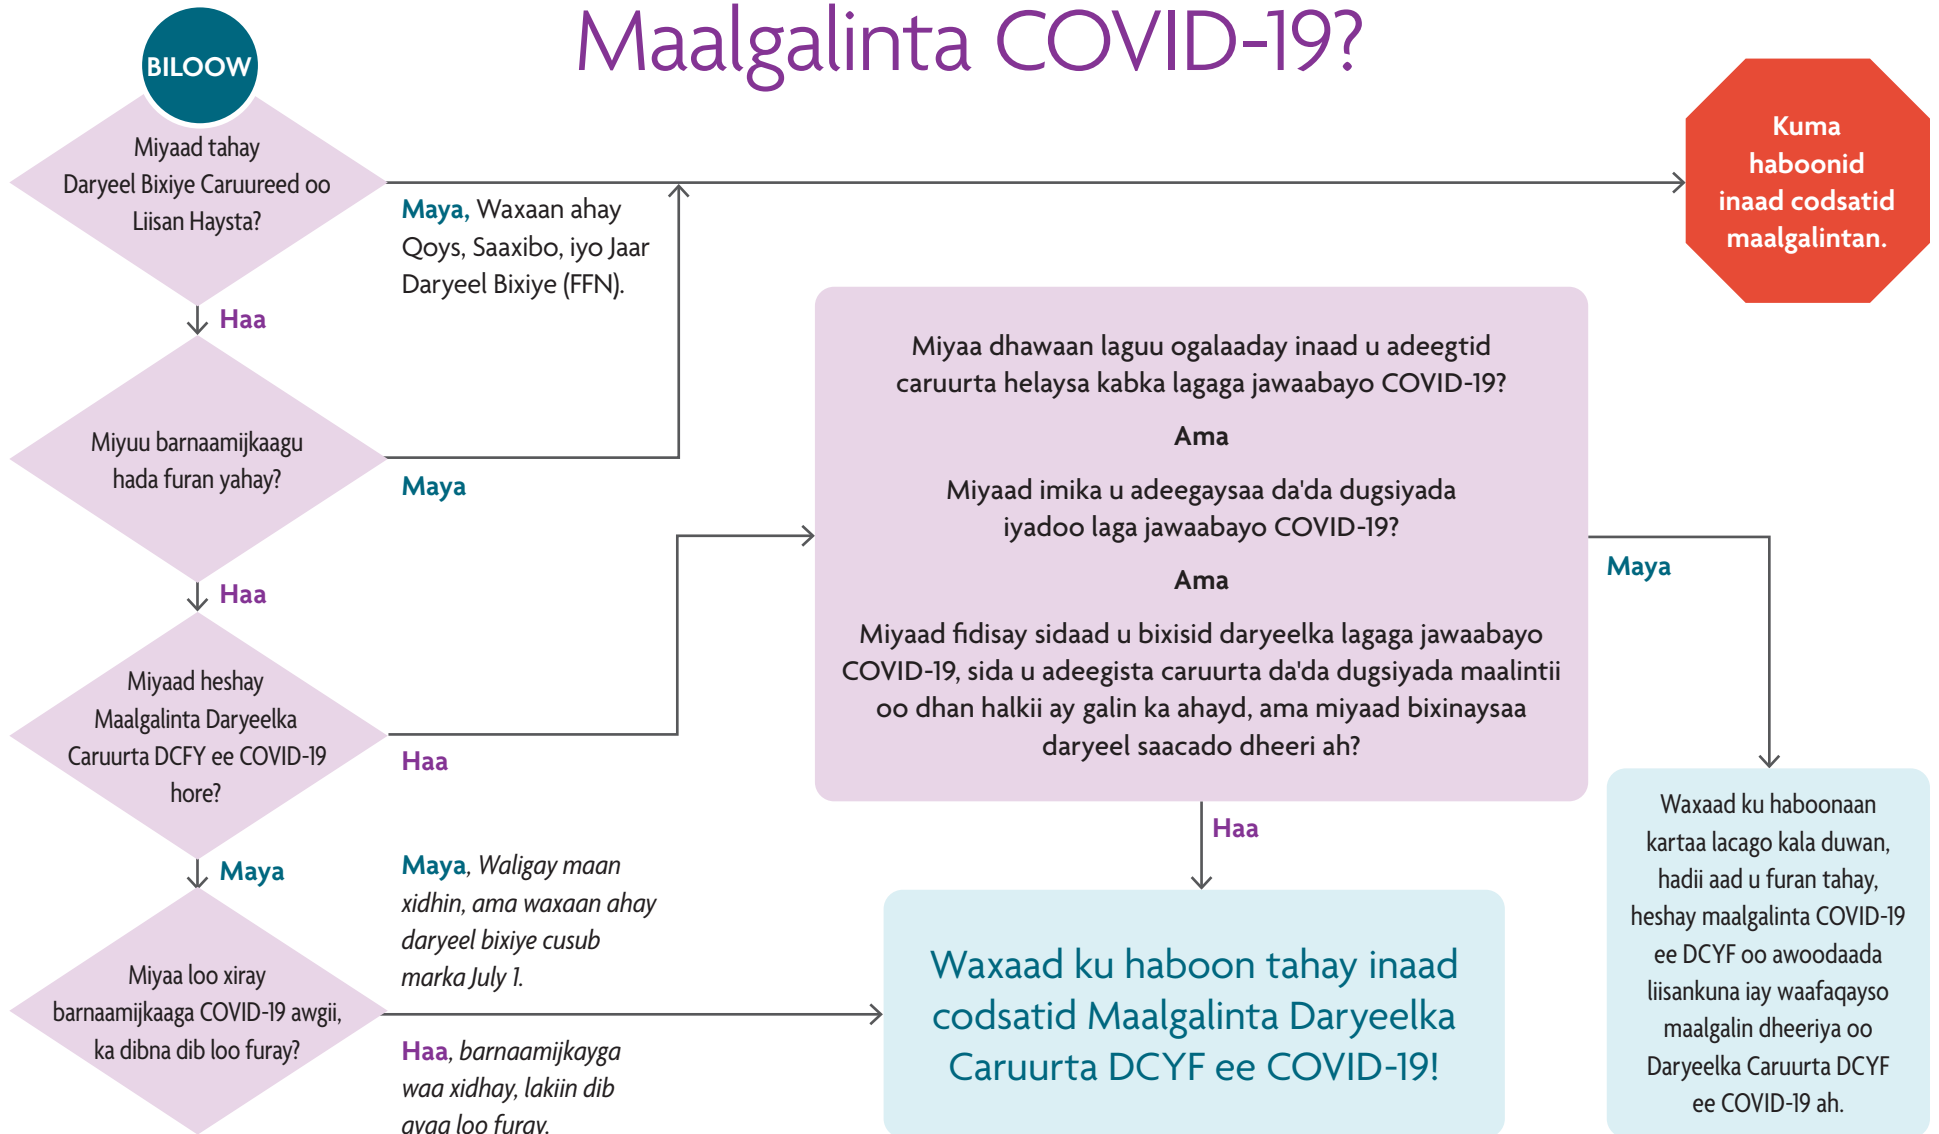 Maalgalinta COVID-19?
BILOOW
Miyaad tahay
Daryeel Bixiye Caruureed oo
Liisan Haysta?
Maya, Waxaan ahay
Qoys, Saaxibo, iyo Jaar
Daryeel Bixiye (FFN).
Kuma
haboonid
inaad codsatid
maalgalintan.
Haa
Miyuu barnaamijkaagu
hada furan yahay?
Maya
Haa
Miyaad heshay
Maalgalinta Daryeelka
Caruurta DCFY ee COVID-19
hore?
Haa
Miyaa dhawaan laguu ogalaaday inaad u adeegtid
caruurta helaysa kabka lagaga jawaabayo COVID-19?
Ama
Miyaad imika u adeegaysaa da'da dugsiyada
iyadoo laga jawaabayo COVID-19?
Ama
Miyaad fidisay sidaad u bixisid daryeelka lagaga jawaabayo
COVID-19, sida u adeegista caruurta da'da dugsiyada maalintii
oo dhan halkii ay galin ka ahayd, ama miyaad bixinaysaa
daryeel saacado dheeri ah?
Maya
Haa
Maya
Miyaa loo xiray
barnaamijkaaga COVID-19 awgii,
ka dibna dib loo furay?
Maya, Waligay maan
xidhin, ama waxaan ahay
daryeel bixiye cusub
marka July 1.
Haa, barnaamijkayga
waa xidhay, lakiin dib
ayaa loo furay.
Waxaad ku haboon tahay inaad
codsatid Maalgalinta Daryeelka
Caruurta DCYF ee COVID-19!
Waxaad ku haboonaan
kartaa lacago kala duwan,
hadii aad u furan tahay,
heshay maalgalinta COVID-19
ee DCYF oo awoodaada
liisankuna iay waafaqayso
maalgalin dheeriya oo
Daryeelka Caruurta DCYF
ee COVID-19 ah.